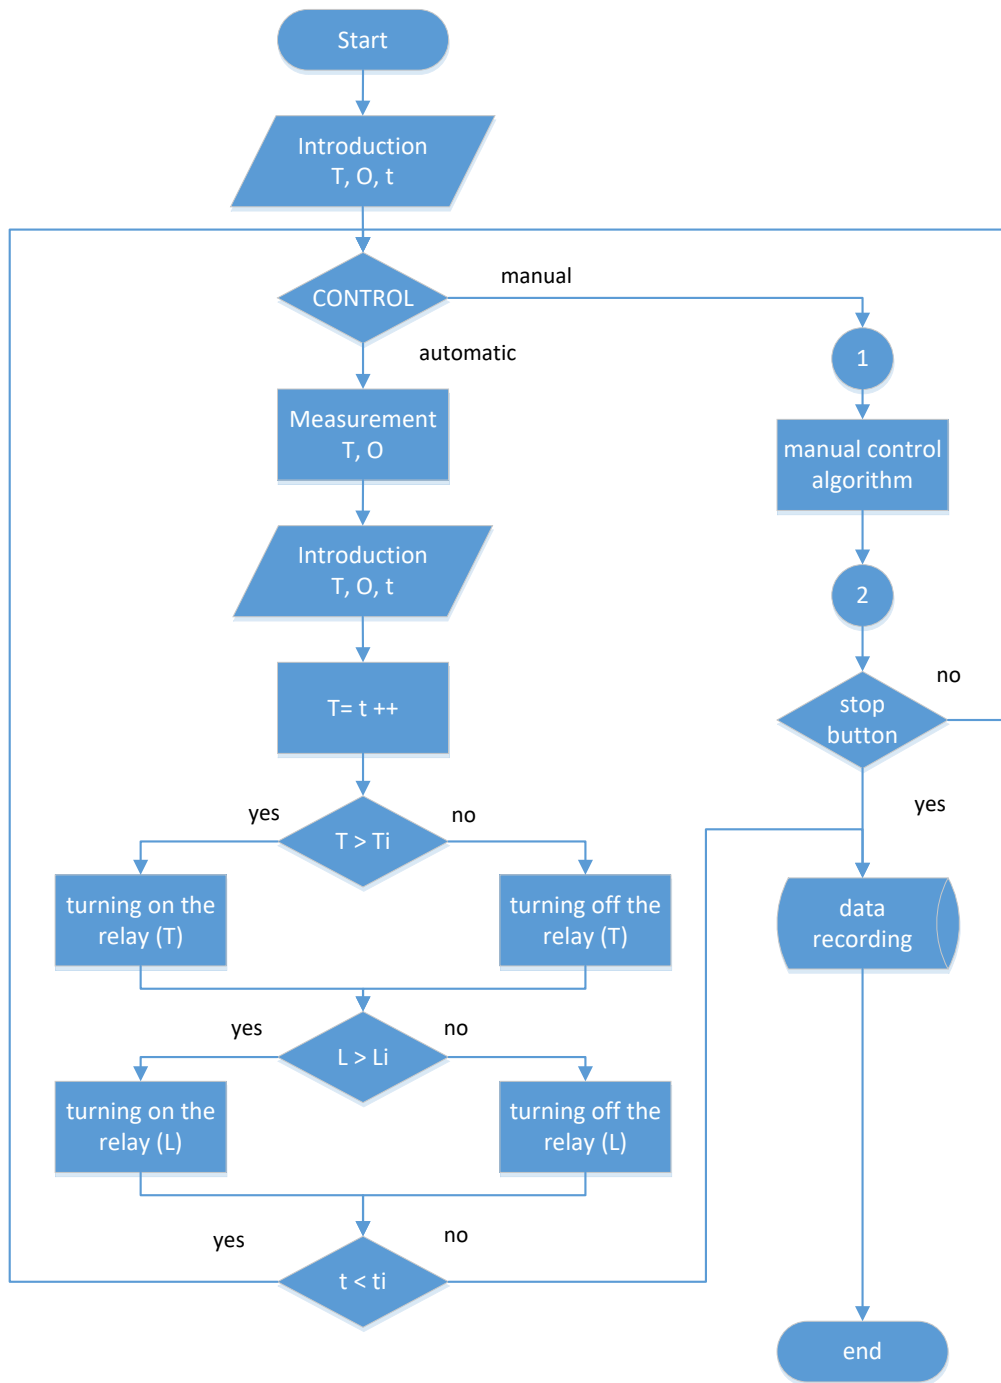 Start
Introduction
T, O, t
CONTROL
manual
automatic
1
Measurement
T, O
manual control
algorithm
Introduction
T, O, t
2
T= t ++
stop
button
no
yes
yes
no
T > Ti
turning on the
relay (T)
turning off the
relay (T)
data
recording
yes
no
L > Li
turning on the
relay (L)
turning off the
relay (L)
yes
no
t < ti
end